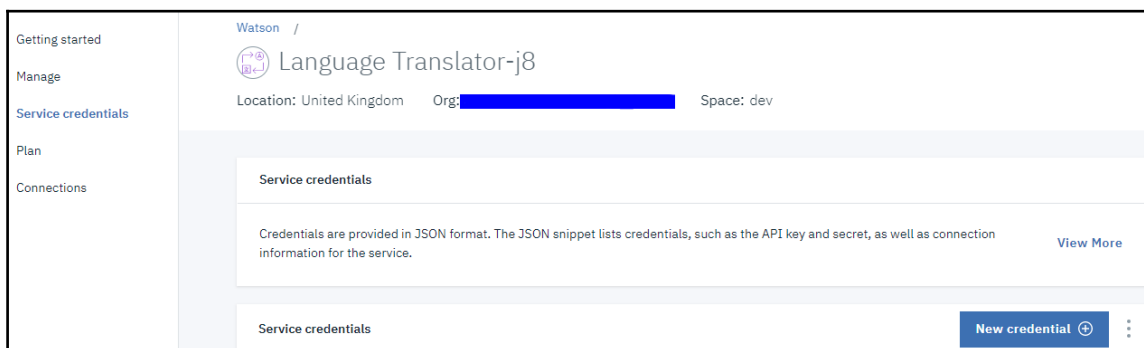 Getting started
Manage
Service credentials
Plan
Connections
Watson /
Language Translator-j8
Location: United Kingdom Org: Space: dev
Service credentials
Credentials are provided in JSON format. The JSON snippet lists credentials, such as the API key and secret, as well as connection
information for the service.
View More
Service credentials
New credential